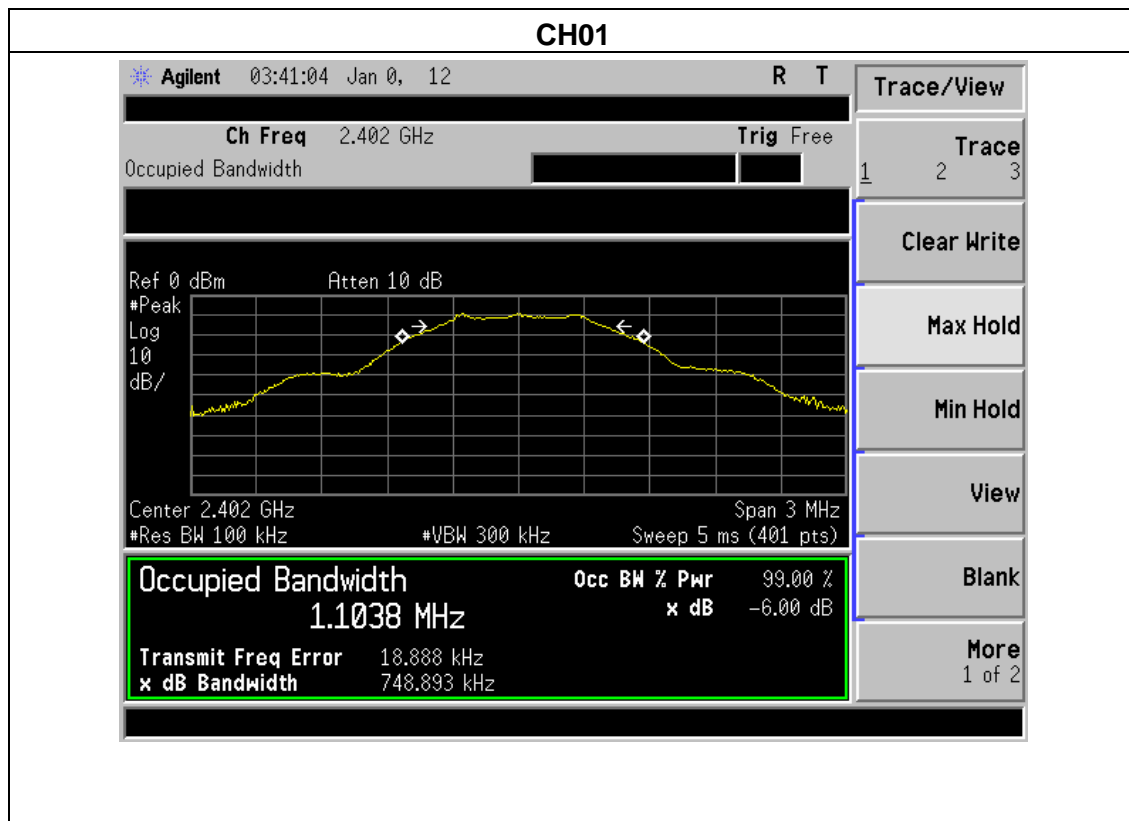 CH01
Agilent 03:41:04 Jan 0, 12 R T
Trace/View
Ch Freq 2.402 GHz Trig Free
Occupied Bandwidth
Trace
1 2 3
Clear Write
Max Hold
Min Hold
View
Blank
More
1 of 2
Ref 0 dBm Atten 10 dB
#Peak
Log
10
dB/
Center 2.402 GHz Span 3 MHz
#Res BW 100 kHz #VBW 300 kHz Sweep 5 ms (401 pts)
Occupied Bandwidth Occ BW % Pwr 99.00 %
1.1038 MHz x dB -6.00 dB
Transmit Freq Error 18.888 kHz
x dB Bandwidth 748.893 kHz